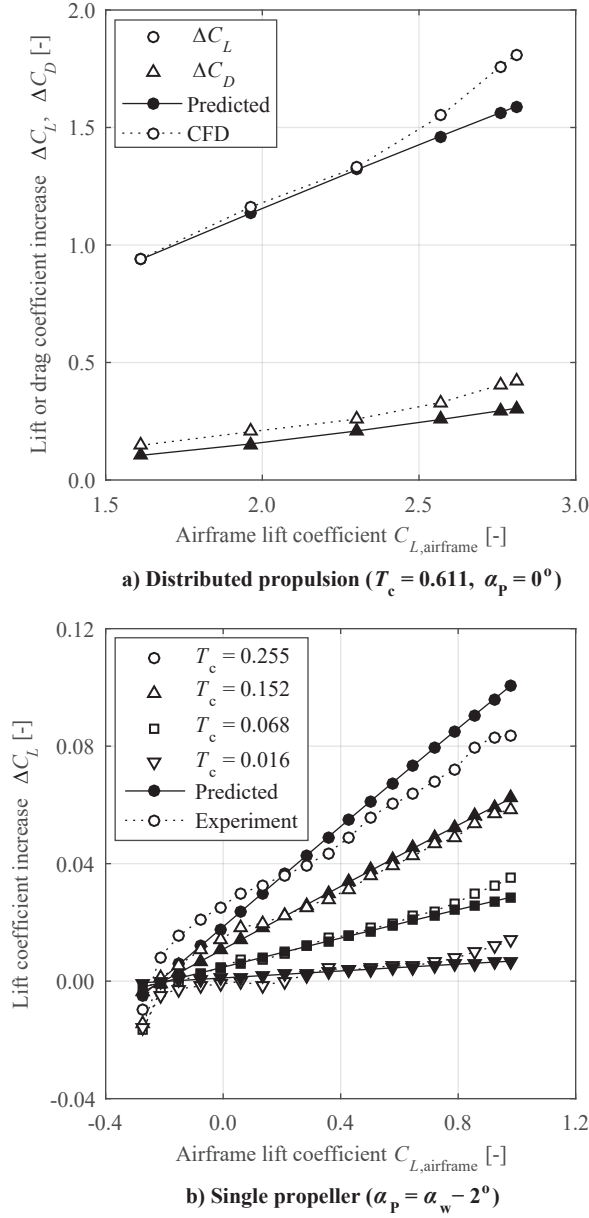 Lift or drag coefficient increase ΔC_L, ΔC_D [-]
2.0
1.5
1.0
0.5
0.0
ΔC_L
ΔC_D
Predicted
CFD
1.5 2.0 2.5 3.0
Airframe lift coefficient C_L,airframe [-]
a) Distributed propulsion (T_c = 0.611, α_P = 0°)
Lift coefficient increase ΔC_L [-]
0.12
0.08
0.04
0.00
-0.04
T_c = 0.255
T_c = 0.152
T_c = 0.068
T_c = 0.016
Predicted
Experiment
-0.4 0.0 0.4 0.8 1.2
Airframe lift coefficient C_L,airframe [-]
b) Single propeller (α_P = α_w − 2°)